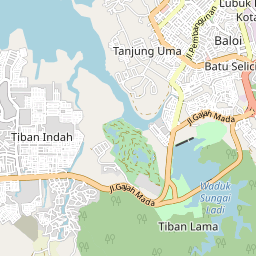 Lubuk
Kota
Jl.Pembangunan
Tanjung Uma
Baloi
Batu Selici
Jl.Gajah Mada
Tiban Indah
Waduk
Sungai
Ladi
Jl.Gajah Mada
Tiban Lama